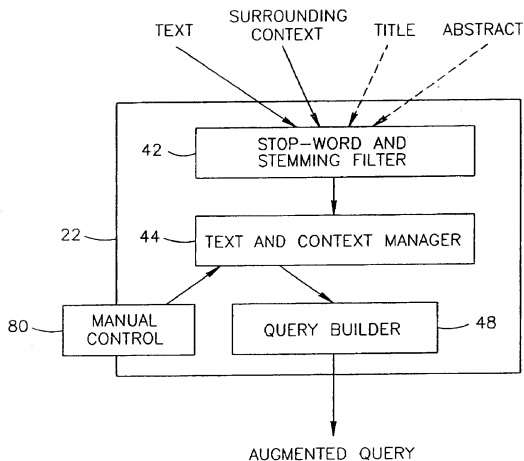 TEXT
SURROUNDING
CONTEXT
TITLE
ABSTRACT
42
STOP-WORD AND
STEMMING FILTER
22
44
TEXT AND CONTEXT MANAGER
80
MANUAL
CONTROL
QUERY BUILDER
48
AUGMENTED QUERY